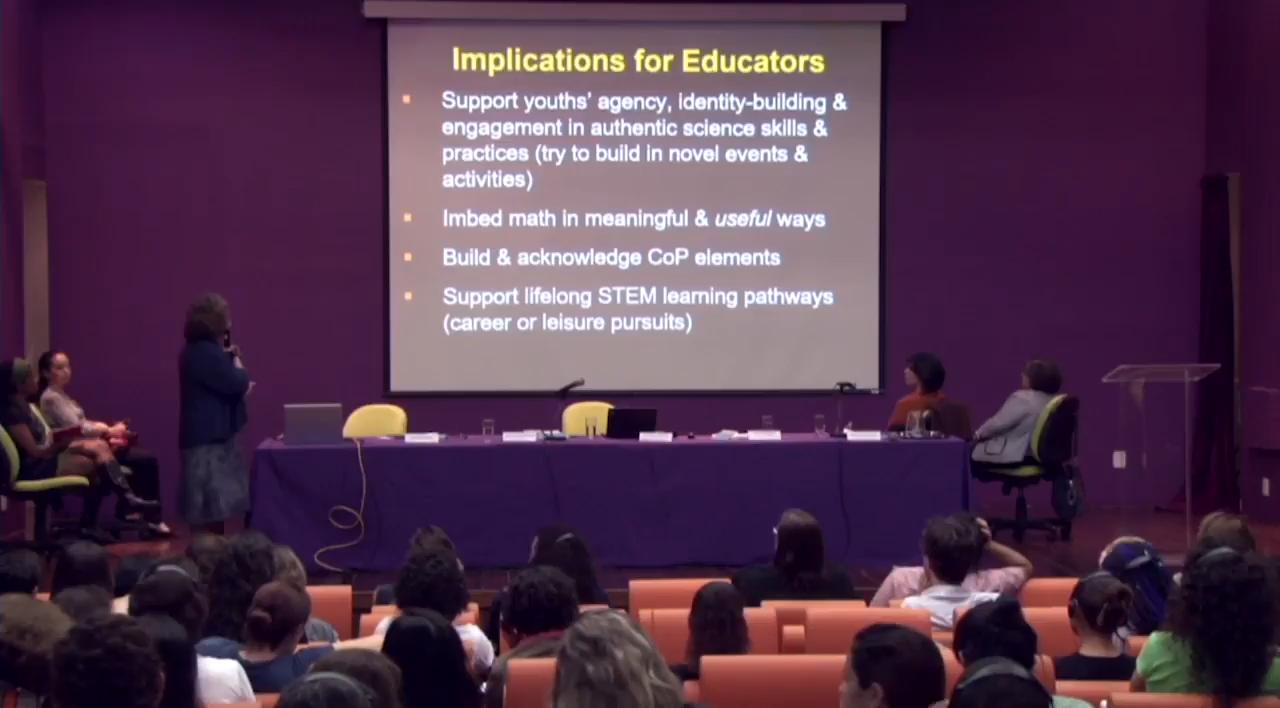 Implications for Educators
Support youths' agency, identity-building &
engagement in authentic science skills &
practices (try to build in novel events &
activities)
Imbed math in meaningful & useful ways
Build & acknowledge CoP elements
Support lifelong STEM learning pathways
(career or leisure pursuits)